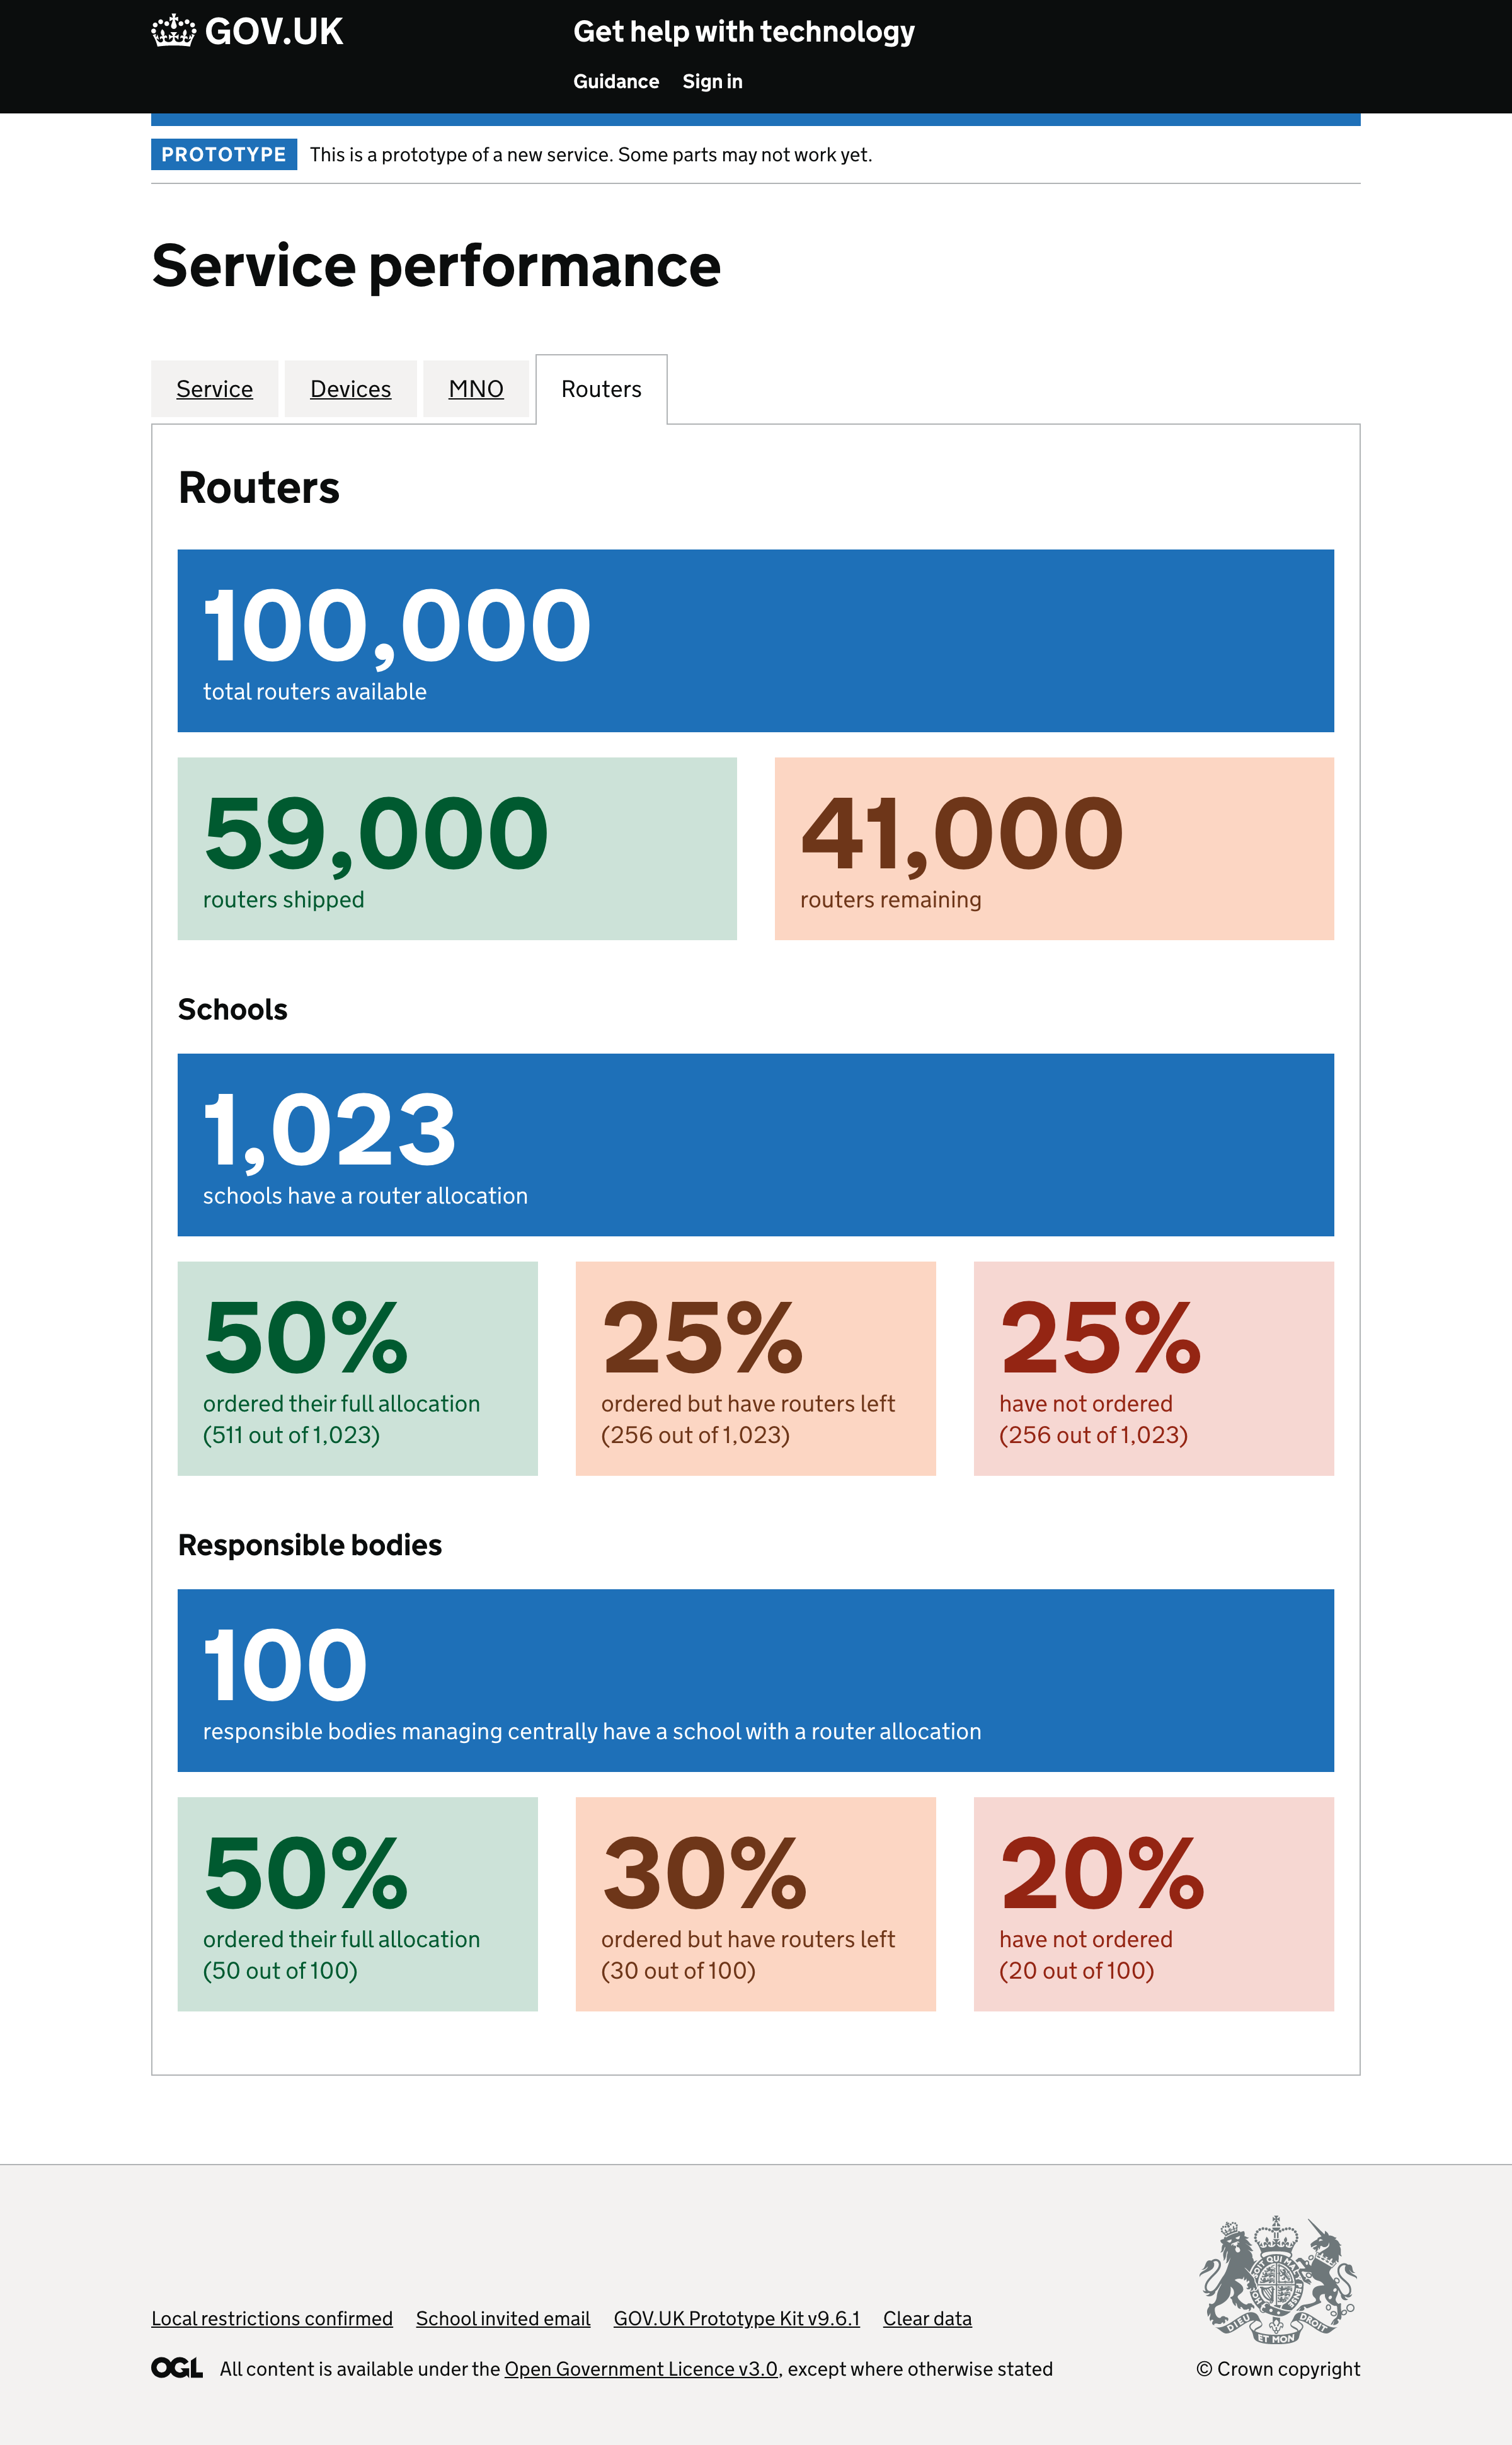 GOV.UK
Get help with technology
Guidance Sign in
PROTOTYPE This is a prototype of a new service. Some parts may not work yet.
Service performance
Service Devices MNO Routers
Routers
100,000
total routers available
59,000
routers shipped
41,000
routers remaining
Schools
1,023
schools have a router allocation
50%
ordered their full allocation
(511 out of 1,023)
25%
ordered but have routers left
(256 out of 1,023)
25%
have not ordered
(256 out of 1,023)
Responsible bodies
100
responsible bodies managing centrally have a school with a router allocation
50%
ordered their full allocation
(50 out of 100)
30%
ordered but have routers left
(30 out of 100)
20%
have not ordered
(20 out of 100)
Local restrictions confirmed School invited email GOV.UK Prototype Kit v9.6.1 Clear data
OGL All content is available under the Open Government Licence v3.0, except where otherwise stated
DIEU ET MON DROIT
© Crown copyright